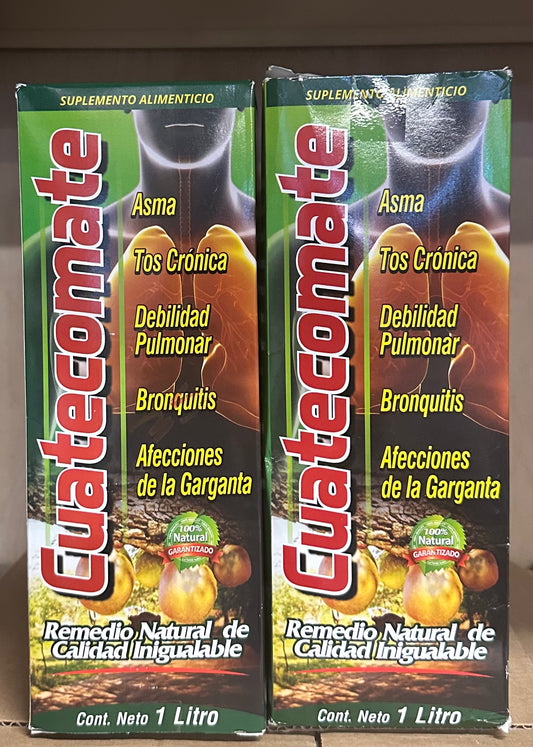 SUPLEMENTO ALIMENTICIO
Cuatecomate
Asma
Tos Crónica
Debilidad
Pulmonar
Bronquitis
Afecciones
de la Garganta
100%
Natural
GARANTIZADO
Remedio Natural de
Calidad Inigualable
Cont. Neto 1 Litro
SUPLEMENTO ALIMENTICIO
Cuatecomate
Asma
Tos Crónica
Debilidad
Pulmonar
Bronquitis
Afecciones
de la Garganta
100%
Natural
GARANTIZADO
Remedio Natural de
Calidad Inigualable
Cont. Neto 1 Litro